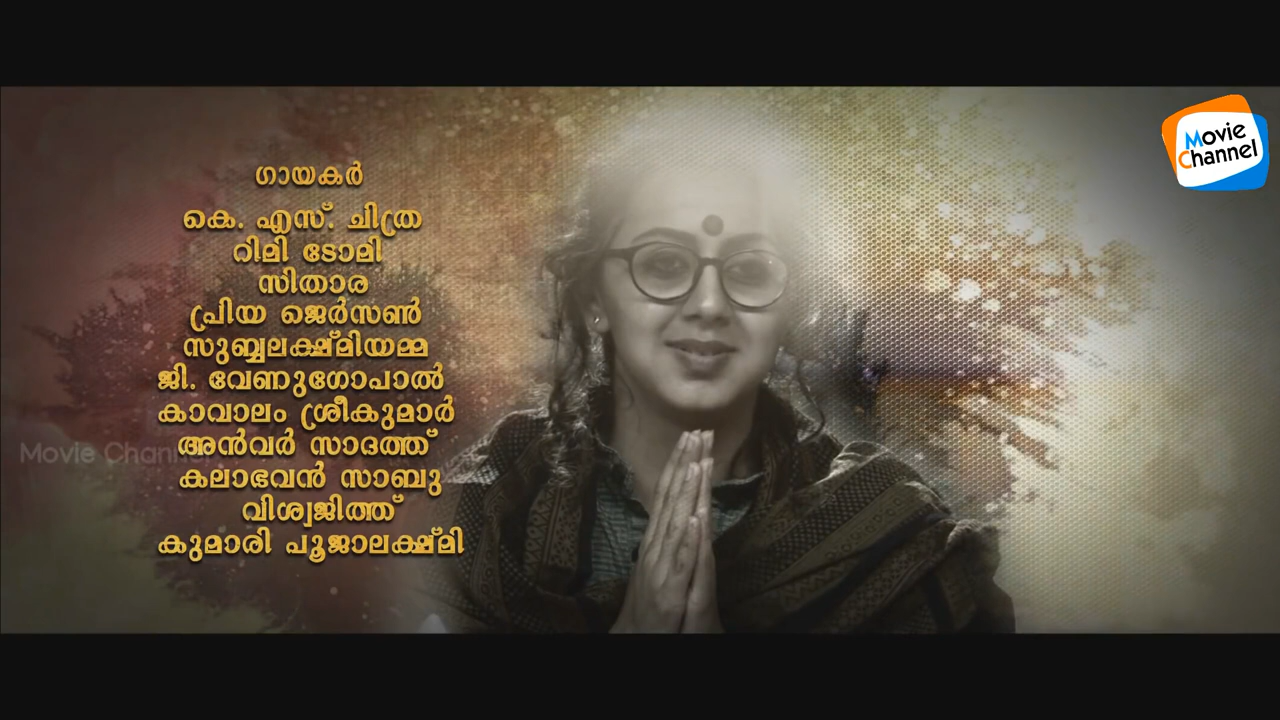 Movie
Channel
ഗായകർ
കെ. എസ്. ചിത്ര
റിമി ടോമി
സിതാര
പ്രിയ ജെർസൺ
സുബ്ബലക്ഷ്മിയമ്മ
ജി. വേണുഗോപാൽ
കാവാലം ശ്രീകുമാർ
അൻവർ സാദത്ത്
കലാഭവൻ സാബു
വിശ്വജിത്ത്
കുമാരി പൂജാലക്ഷ്മി
Movie Channel